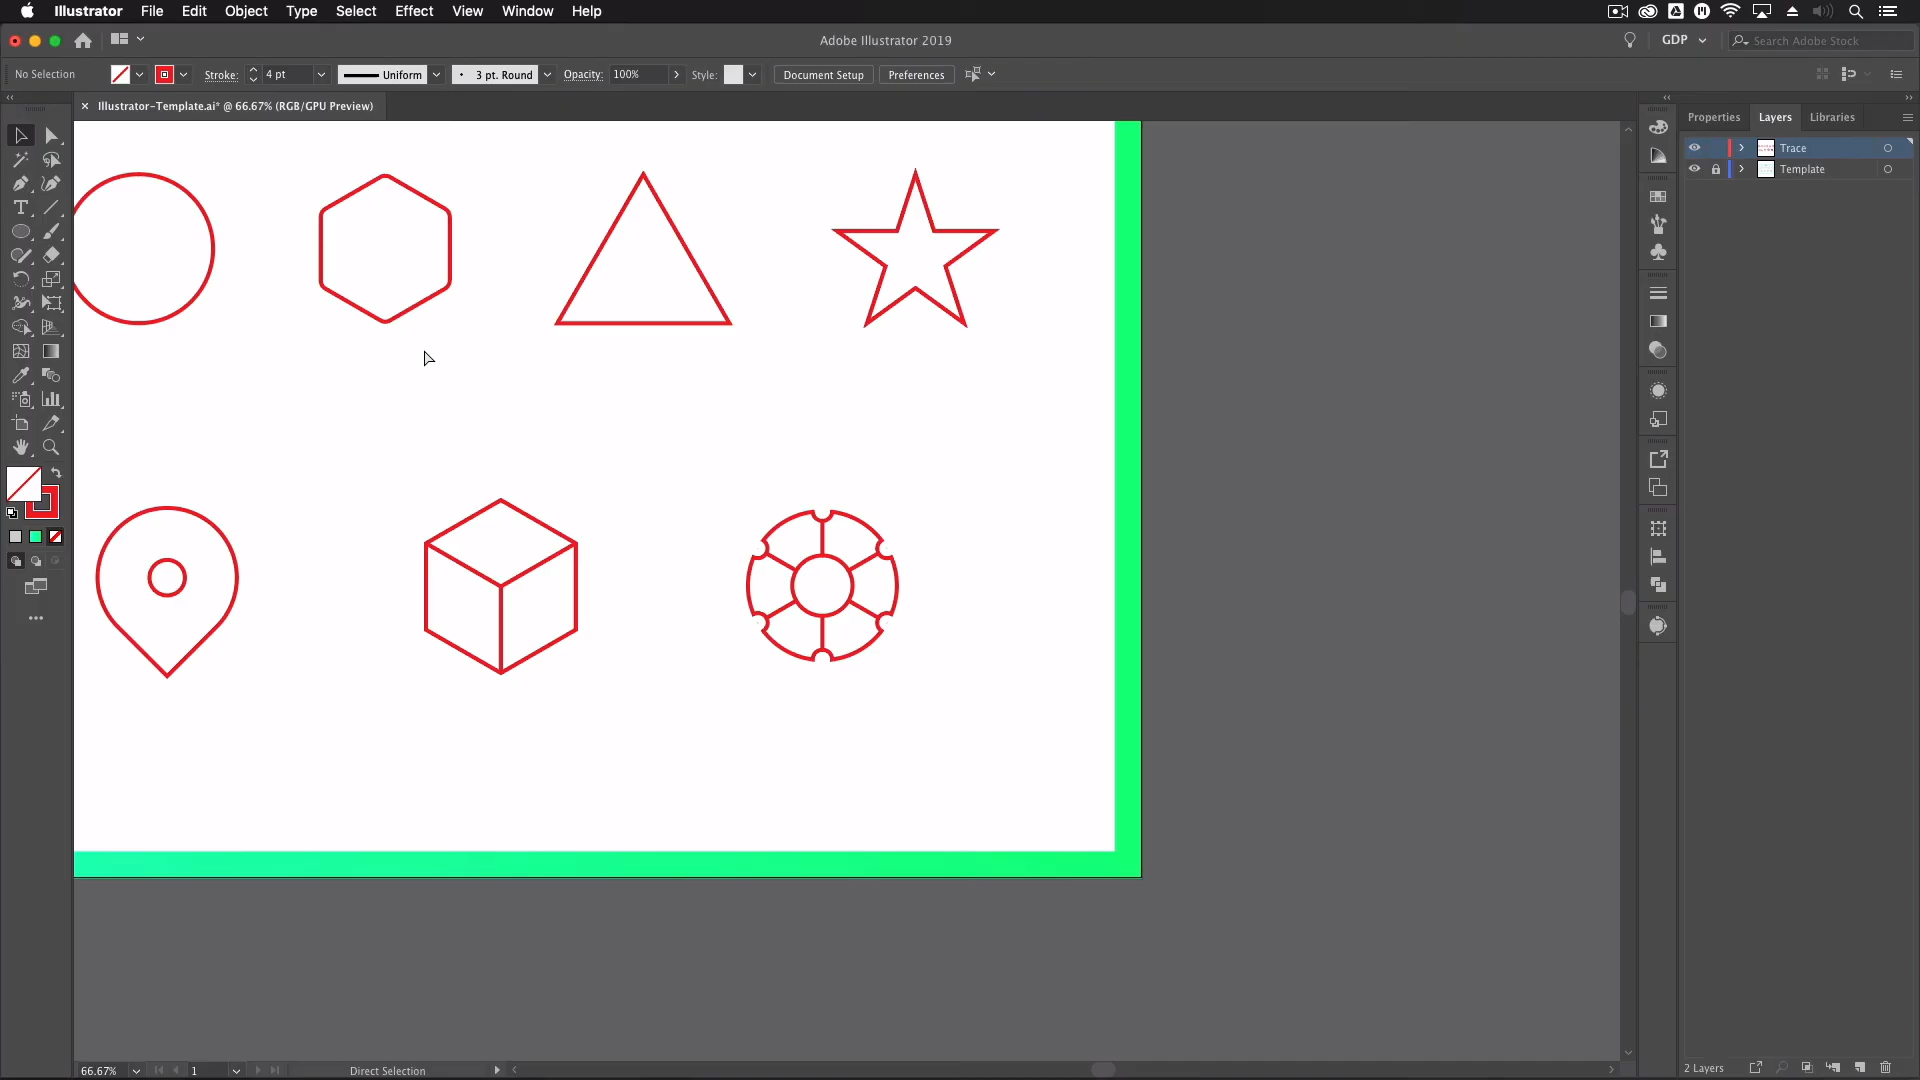 Illustrator File Edit Object Type Select Effect View Window Help
Adobe Illustrator 2019
GDP
Search Adobe Stock
No Selection
Stroke: 4 pt Uniform 3 pt. Round Opacity: 100% Style: Document Setup Preferences
Illustrator-Template.ai* @ 66.67% (RGB/GPU Preview)
Properties Layers Libraries
Trace
Template
66.67% 1 Direct Selection
2 Layers